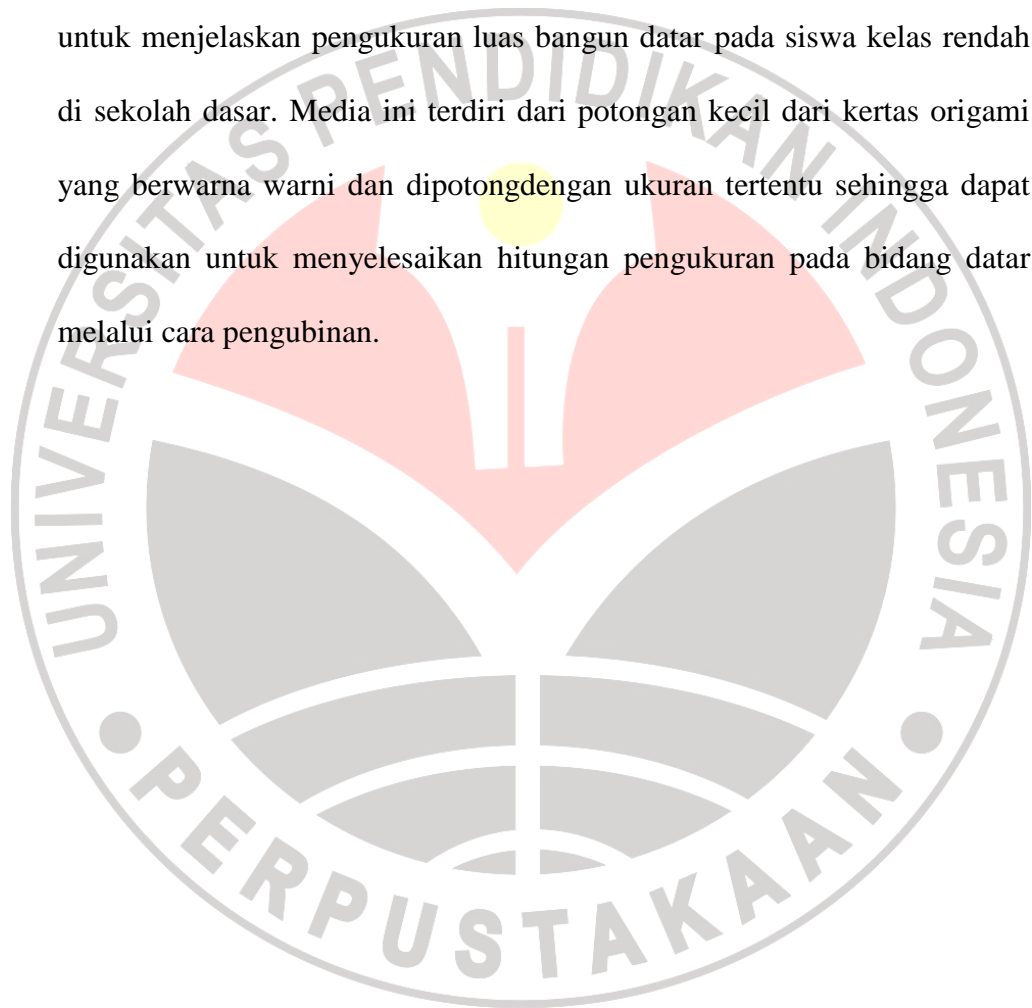 untuk menjelaskan pengukuran luas bangun datar pada siswa kelas rendah
di sekolah dasar. Media ini terdiri dari potongan kecil dari kertas origami
yang berwarna warni dan dipotongdengan ukuran tertentu sehingga dapat
digunakan untuk menyelesaikan hitungan pengukuran pada bidang datar
melalui cara pengubinan.
UNIVERSITAS PENDIDIKAN INDONESIA
PERPUSTAKAAN